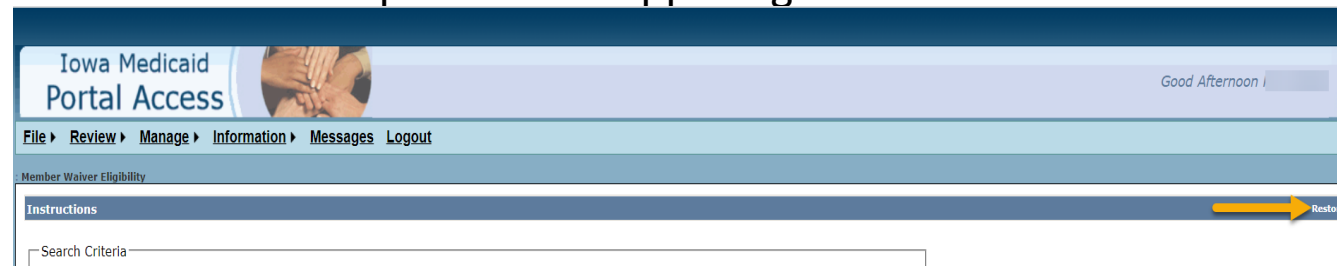 Iowa Medicaid
Portal Access
Good Afternoon
File Review Manage Information Messages Logout
: Member Waiver Eligibility
Instructions
Search Criteria